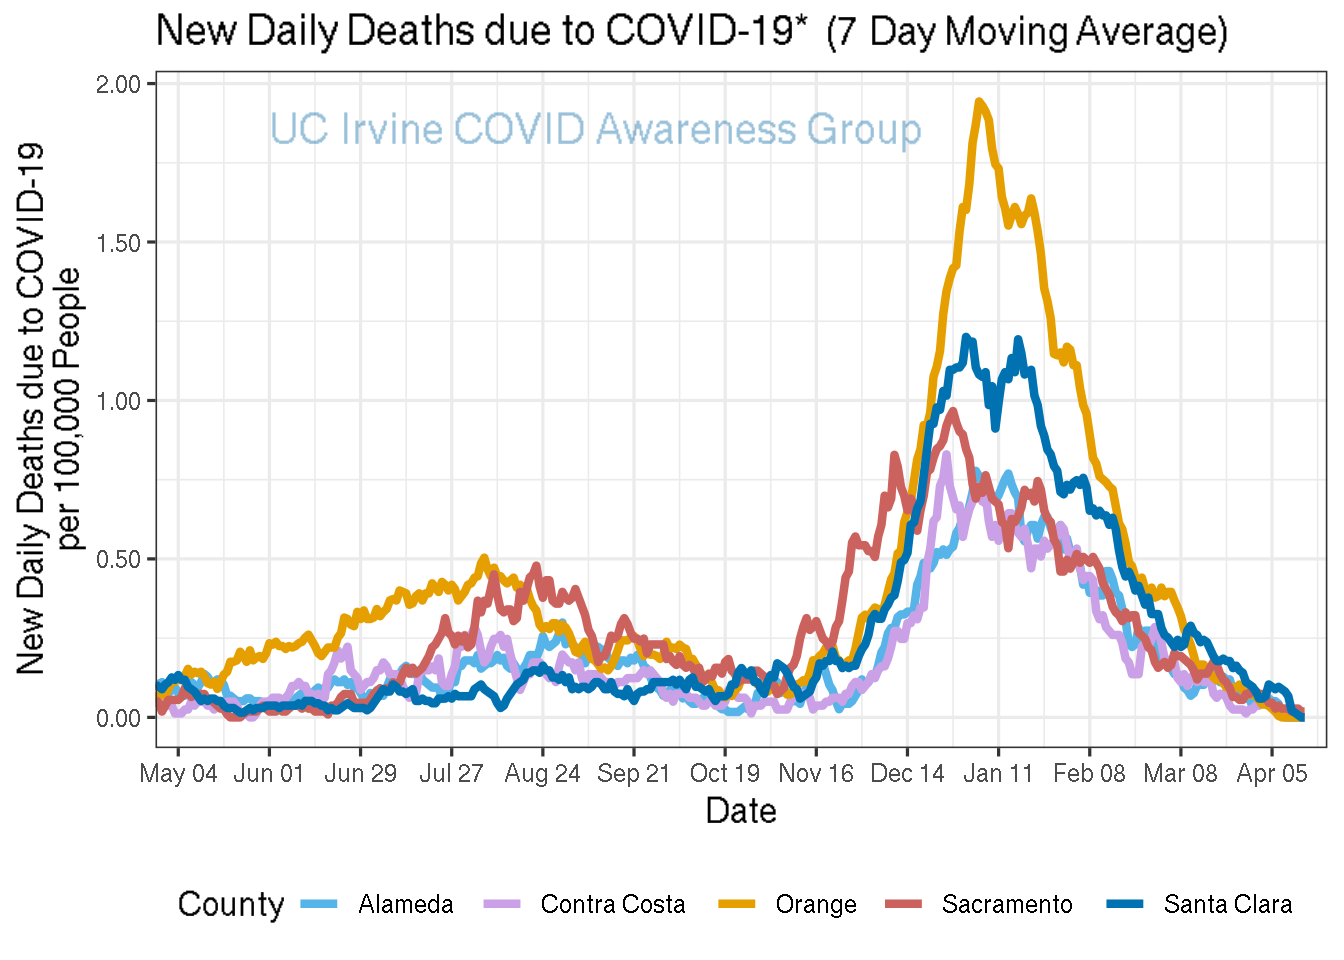 New Daily Deaths due to COVID-19* (7 Day Moving Average)
UC Irvine COVID Awareness Group
New Daily Deaths due to COVID-19
per 100,000 People
2.00
1.50
1.00
0.50
0.00
May 04 Jun 01 Jun 29 Jul 27 Aug 24 Sep 21 Oct 19 Nov 16 Dec 14 Jan 11 Feb 08 Mar 08 Apr 05
Date
County Alameda Contra Costa Orange Sacramento Santa Clara